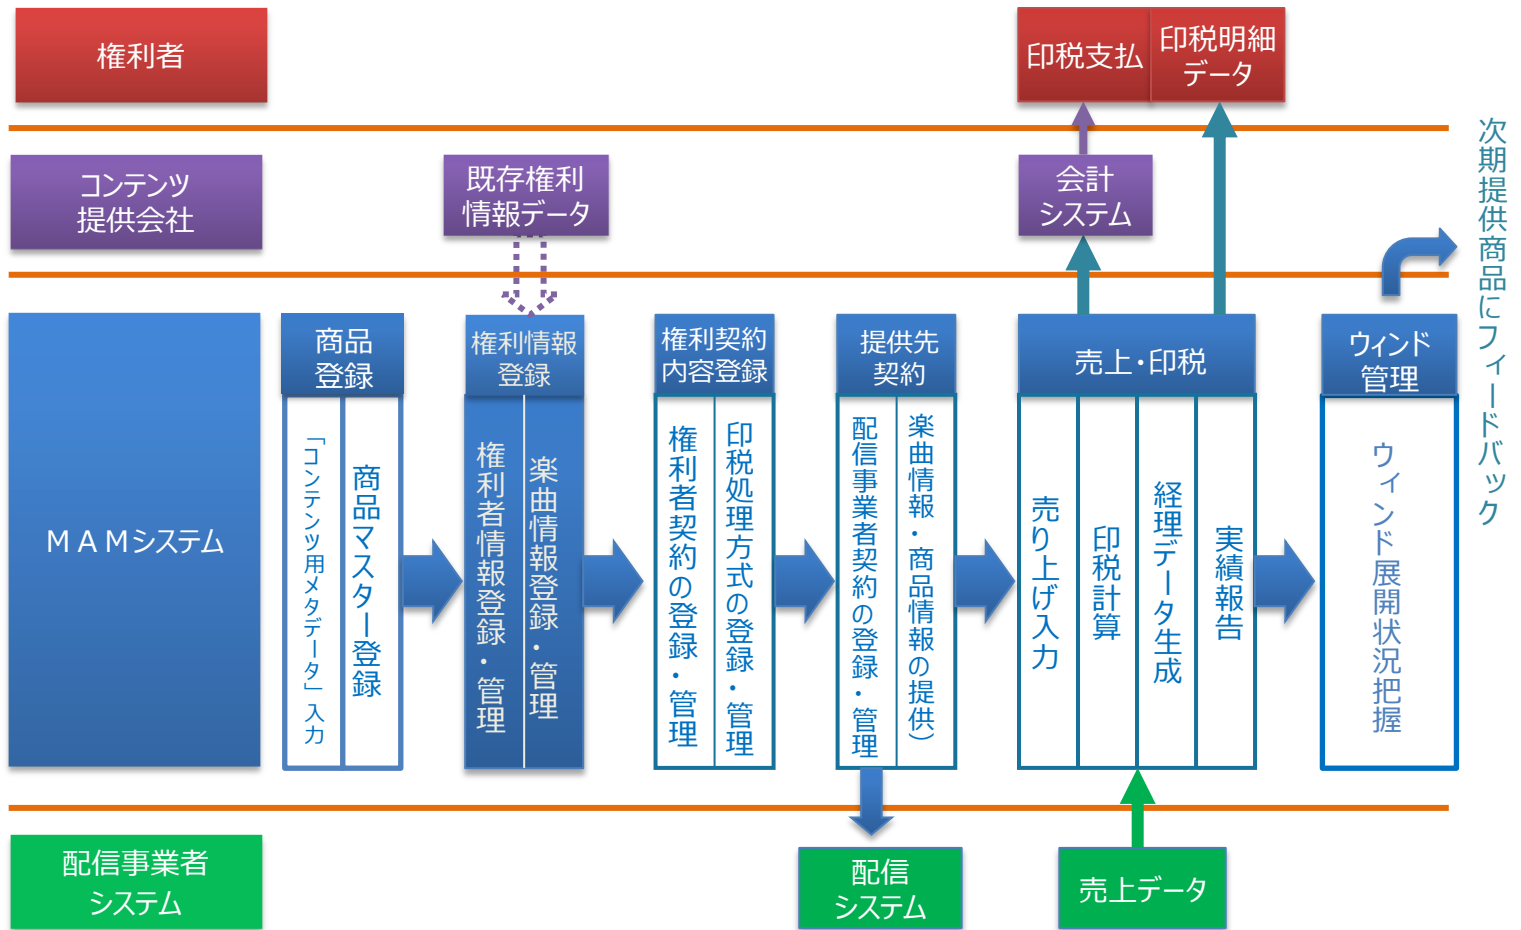 権利者
印税支払
印税明細
データ
コンテンツ
提供会社
既存権利
情報データ
会計
システム
次期提供商品にフィードバック
MAMシステム
商品
登録
「コンテンツ用メタデータ」入力
商品マスター登録
権利情報
登録
権利者情報登録・管理
楽曲情報登録・管理
権利契約
内容登録
権利者契約の登録・管理
印税処理方式の登録・管理
提供先
契約
配信事業者契約の登録・管理
楽曲情報・商品情報の提供）
売上・印税
売り上げ入力
印税計算
経理データ生成
実績報告
ウィンド
管理
ウィンド展開状況把握
配信事業者
システム
配信
システム
売上データ